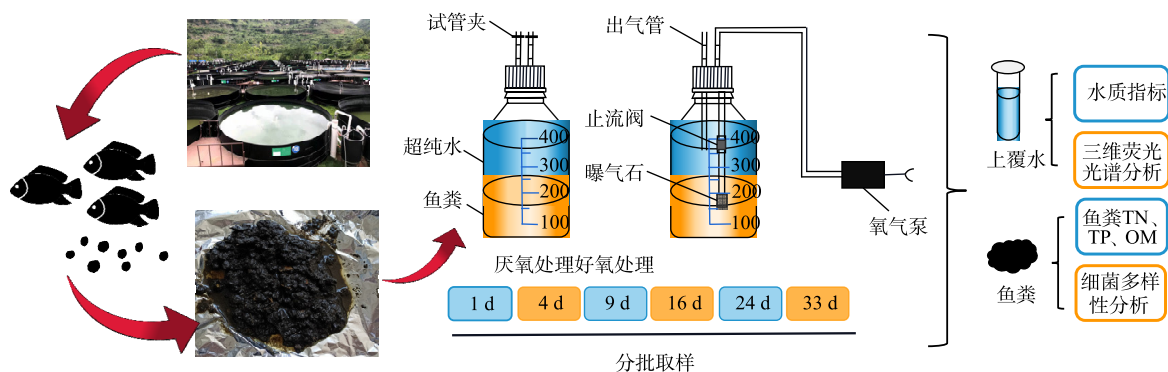 试管夹
超纯水
鱼粪
400
300
200
100
出气管
止流阀
曝气石
400
300
200
100
氧气泵
厌氧处理好氧处理
1 d
4 d
9 d
16 d
24 d
33 d
分批取样
上覆水
水质指标
三维荧光
光谱分析
鱼粪
鱼粪TN、
TP、OM
细菌多样
性分析